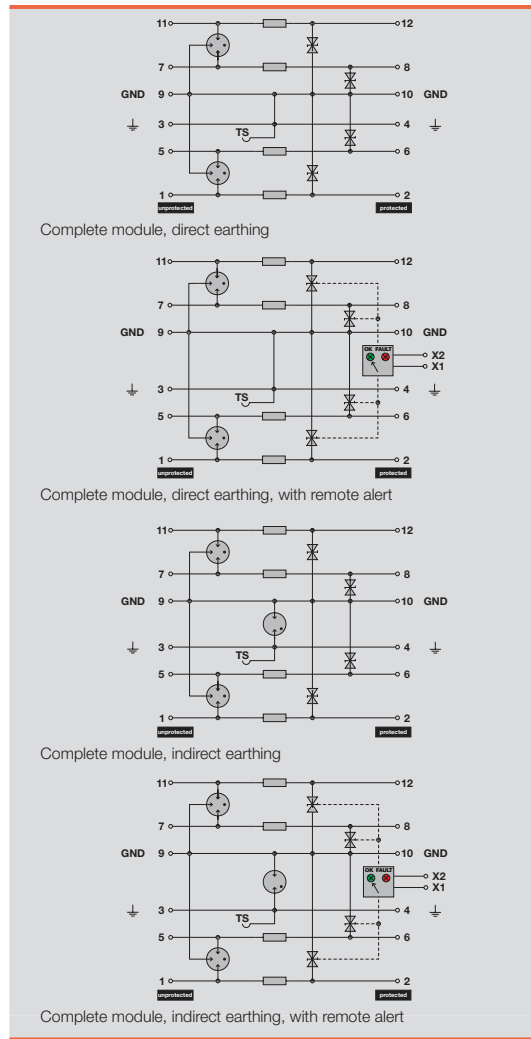 11 12
7 8
GND 9 10 GND
3 4
TS
5 6
1 2
unprotected protected
Complete module, direct earthing
11 12
7 8
GND 9 10 GND
OK FAULT
X2
X1
3 4
TS
5 6
1 2
unprotected protected
Complete module, direct earthing, with remote alert
11 12
7 8
GND 9 10 GND
3 4
TS
5 6
1 2
unprotected protected
Complete module, indirect earthing
11 12
7 8
GND 9 10 GND
OK FAULT
X2
X1
3 4
TS
5 6
1 2
unprotected protected
Complete module, indirect earthing, with remote alert